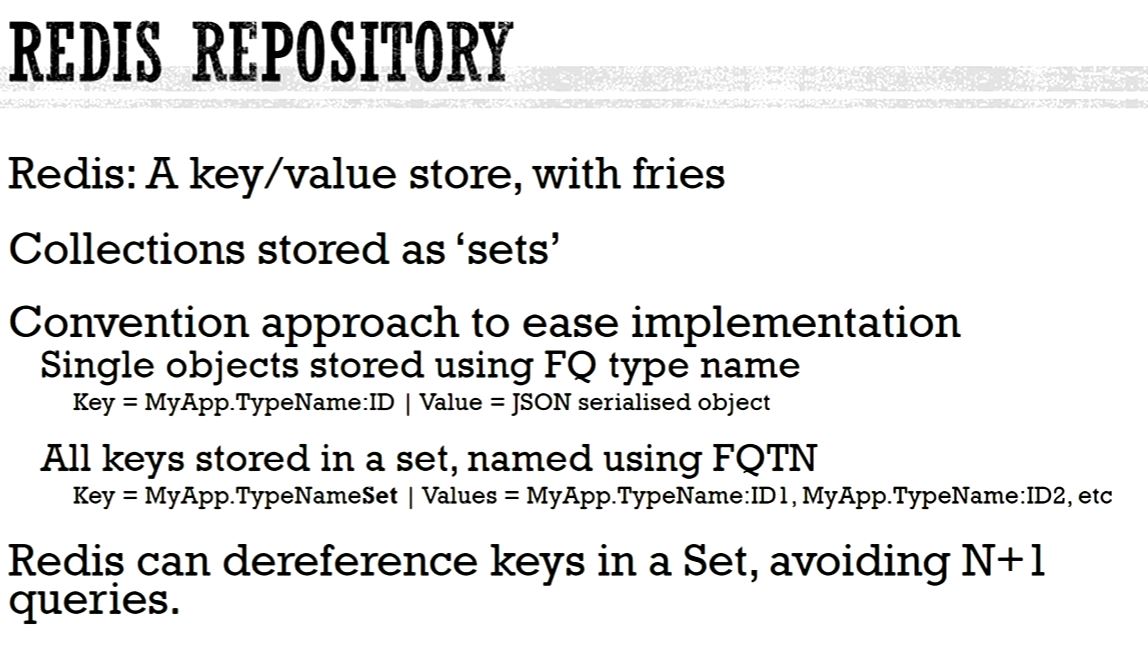 REDIS REPOSITORY
Redis: A key/value store, with fries
Collections stored as ‘sets’
Convention approach to ease implementation
Single objects stored using FQ type name
Key = MyApp.TypeName:ID | Value = JSON serialised object
All keys stored in a set, named using FQTN
Key = MyApp.TypeNameSet | Values = MyApp.TypeName:ID1, MyApp.TypeName:ID2, etc
Redis can dereference keys in a Set, avoiding N+1
queries.